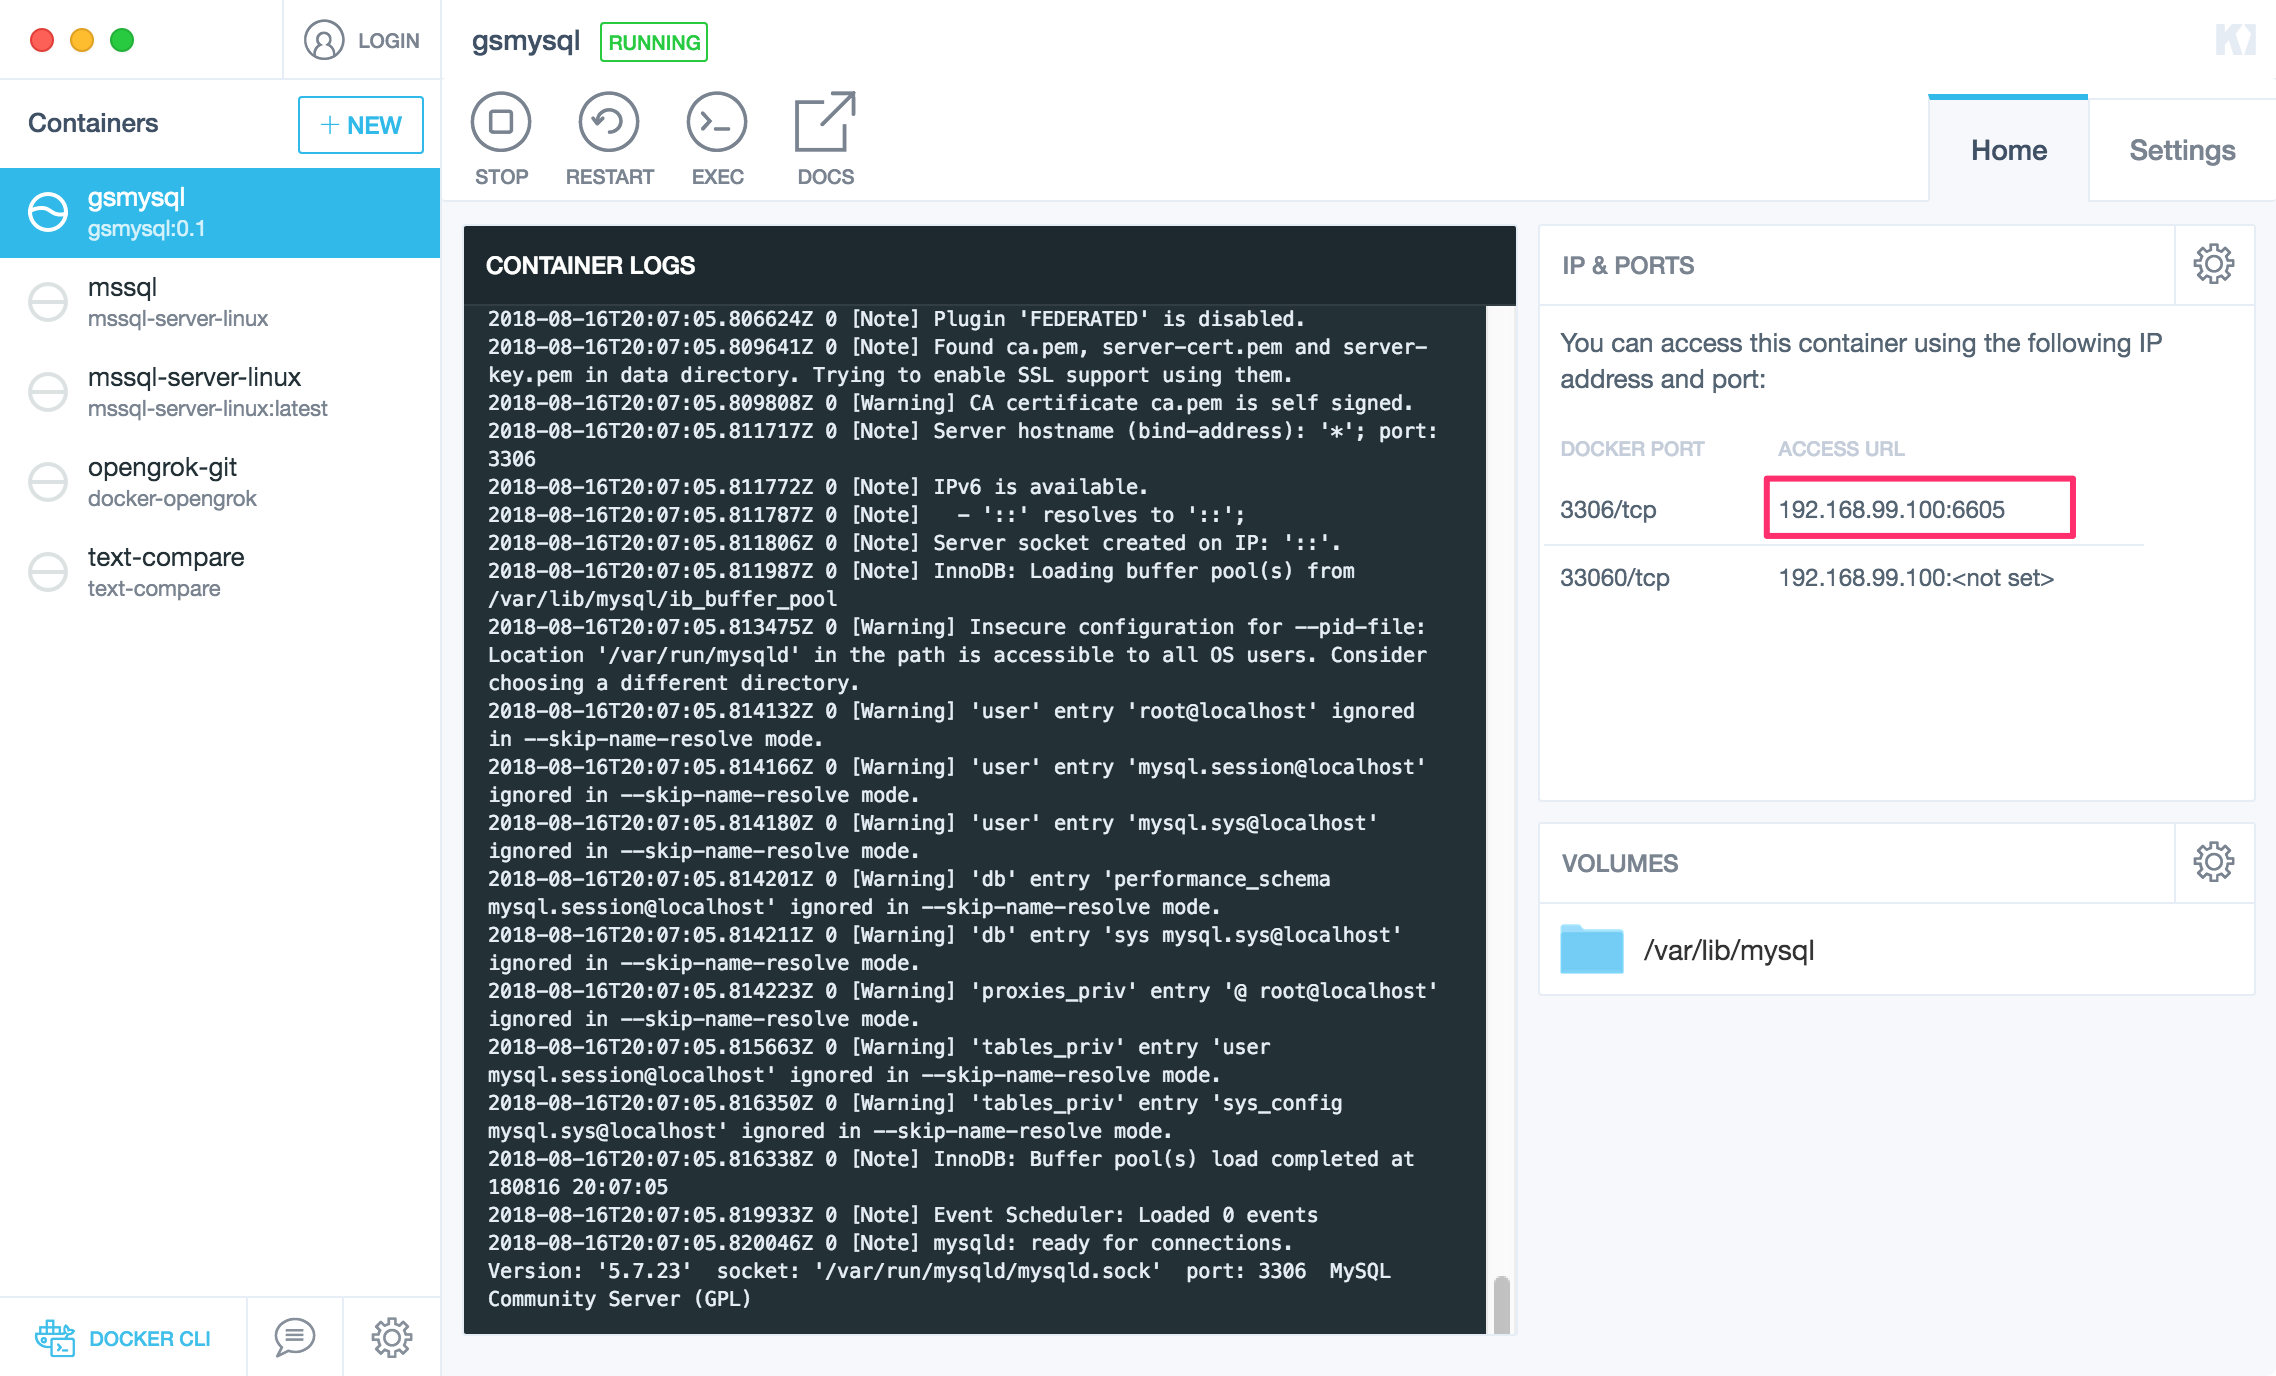 LOGIN
gsmysql RUNNING
Containers
+ NEW
STOP RESTART EXEC DOCS
Home Settings
gsmysql
gsmysql:0.1
mssql
mssql-server-linux
mssql-server-linux
mssql-server-linux:latest
opengrok-git
docker-opengrok
text-compare
text-compare
DOCKER CLI
CONTAINER LOGS
2018-08-16T20:07:05.806624Z 0 [Note] Plugin 'FEDERATED' is disabled.
2018-08-16T20:07:05.809641Z 0 [Note] Found ca.pem, server-cert.pem and server-
key.pem in data directory. Trying to enable SSL support using them.
2018-08-16T20:07:05.809808Z 0 [Warning] CA certificate ca.pem is self signed.
2018-08-16T20:07:05.811717Z 0 [Note] Server hostname (bind-address): '*'; port:
3306
2018-08-16T20:07:05.811772Z 0 [Note] IPv6 is available.
2018-08-16T20:07:05.811787Z 0 [Note]   - '::' resolves to '::';
2018-08-16T20:07:05.811806Z 0 [Note] Server socket created on IP: '::'.
2018-08-16T20:07:05.811987Z 0 [Note] InnoDB: Loading buffer pool(s) from
/var/lib/mysql/ib_buffer_pool
2018-08-16T20:07:05.813475Z 0 [Warning] Insecure configuration for --pid-file:
Location '/var/run/mysqld' in the path is accessible to all OS users. Consider
choosing a different directory.
2018-08-16T20:07:05.814132Z 0 [Warning] 'user' entry 'root@localhost' ignored
in --skip-name-resolve mode.
2018-08-16T20:07:05.814166Z 0 [Warning] 'user' entry 'mysql.session@localhost'
ignored in --skip-name-resolve mode.
2018-08-16T20:07:05.814180Z 0 [Warning] 'user' entry 'mysql.sys@localhost'
ignored in --skip-name-resolve mode.
2018-08-16T20:07:05.814201Z 0 [Warning] 'db' entry 'performance_schema
mysql.session@localhost' ignored in --skip-name-resolve mode.
2018-08-16T20:07:05.814211Z 0 [Warning] 'db' entry 'sys mysql.sys@localhost'
ignored in --skip-name-resolve mode.
2018-08-16T20:07:05.814223Z 0 [Warning] 'proxies_priv' entry '@ root@localhost'
ignored in --skip-name-resolve mode.
2018-08-16T20:07:05.815663Z 0 [Warning] 'tables_priv' entry 'user
mysql.session@localhost' ignored in --skip-name-resolve mode.
2018-08-16T20:07:05.816350Z 0 [Warning] 'tables_priv' entry 'sys_config
mysql.sys@localhost' ignored in --skip-name-resolve mode.
2018-08-16T20:07:05.816338Z 0 [Note] InnoDB: Buffer pool(s) load completed at
180816 20:07:05
2018-08-16T20:07:05.819933Z 0 [Note] Event Scheduler: Loaded 0 events
2018-08-16T20:07:05.820046Z 0 [Note] mysqld: ready for connections.
Version: '5.7.23'  socket: '/var/run/mysqld/mysqld.sock'  port: 3306  MySQL
Community Server (GPL)
IP & PORTS
You can access this container using the following IP
address and port:
DOCKER PORT ACCESS URL
3306/tcp 192.168.99.100:6605
33060/tcp 192.168.99.100:<not set>
VOLUMES
/var/lib/mysql